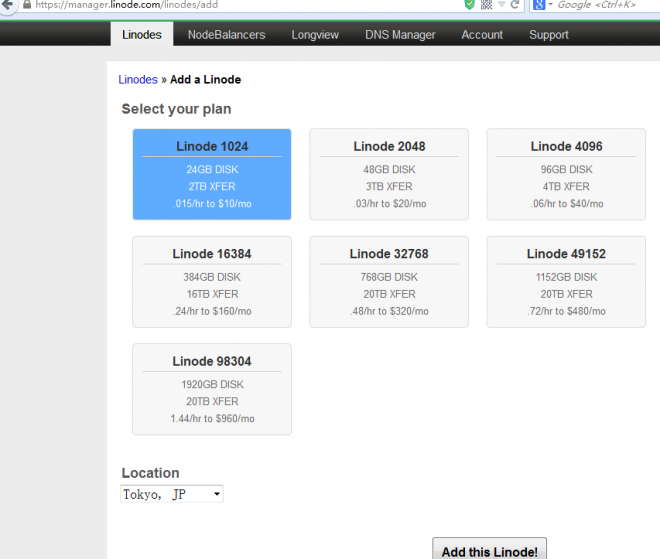 https://manager.linode.com/linodes/add
Google <Ctrl+K>
Linodes NodeBalancers Longview DNS Manager Account Support
Linodes » Add a Linode
Select your plan
Linode 1024
24GB DISK
2TB XFER
.015/hr to $10/mo
Linode 2048
48GB DISK
3TB XFER
.03/hr to $20/mo
Linode 4096
96GB DISK
4TB XFER
.06/hr to $40/mo
Linode 16384
384GB DISK
16TB XFER
.24/hr to $160/mo
Linode 32768
768GB DISK
20TB XFER
.48/hr to $320/mo
Linode 49152
1152GB DISK
20TB XFER
.72/hr to $480/mo
Linode 98304
1920GB DISK
20TB XFER
1.44/hr to $960/mo
Location
Tokyo, JP
Add this Linode!